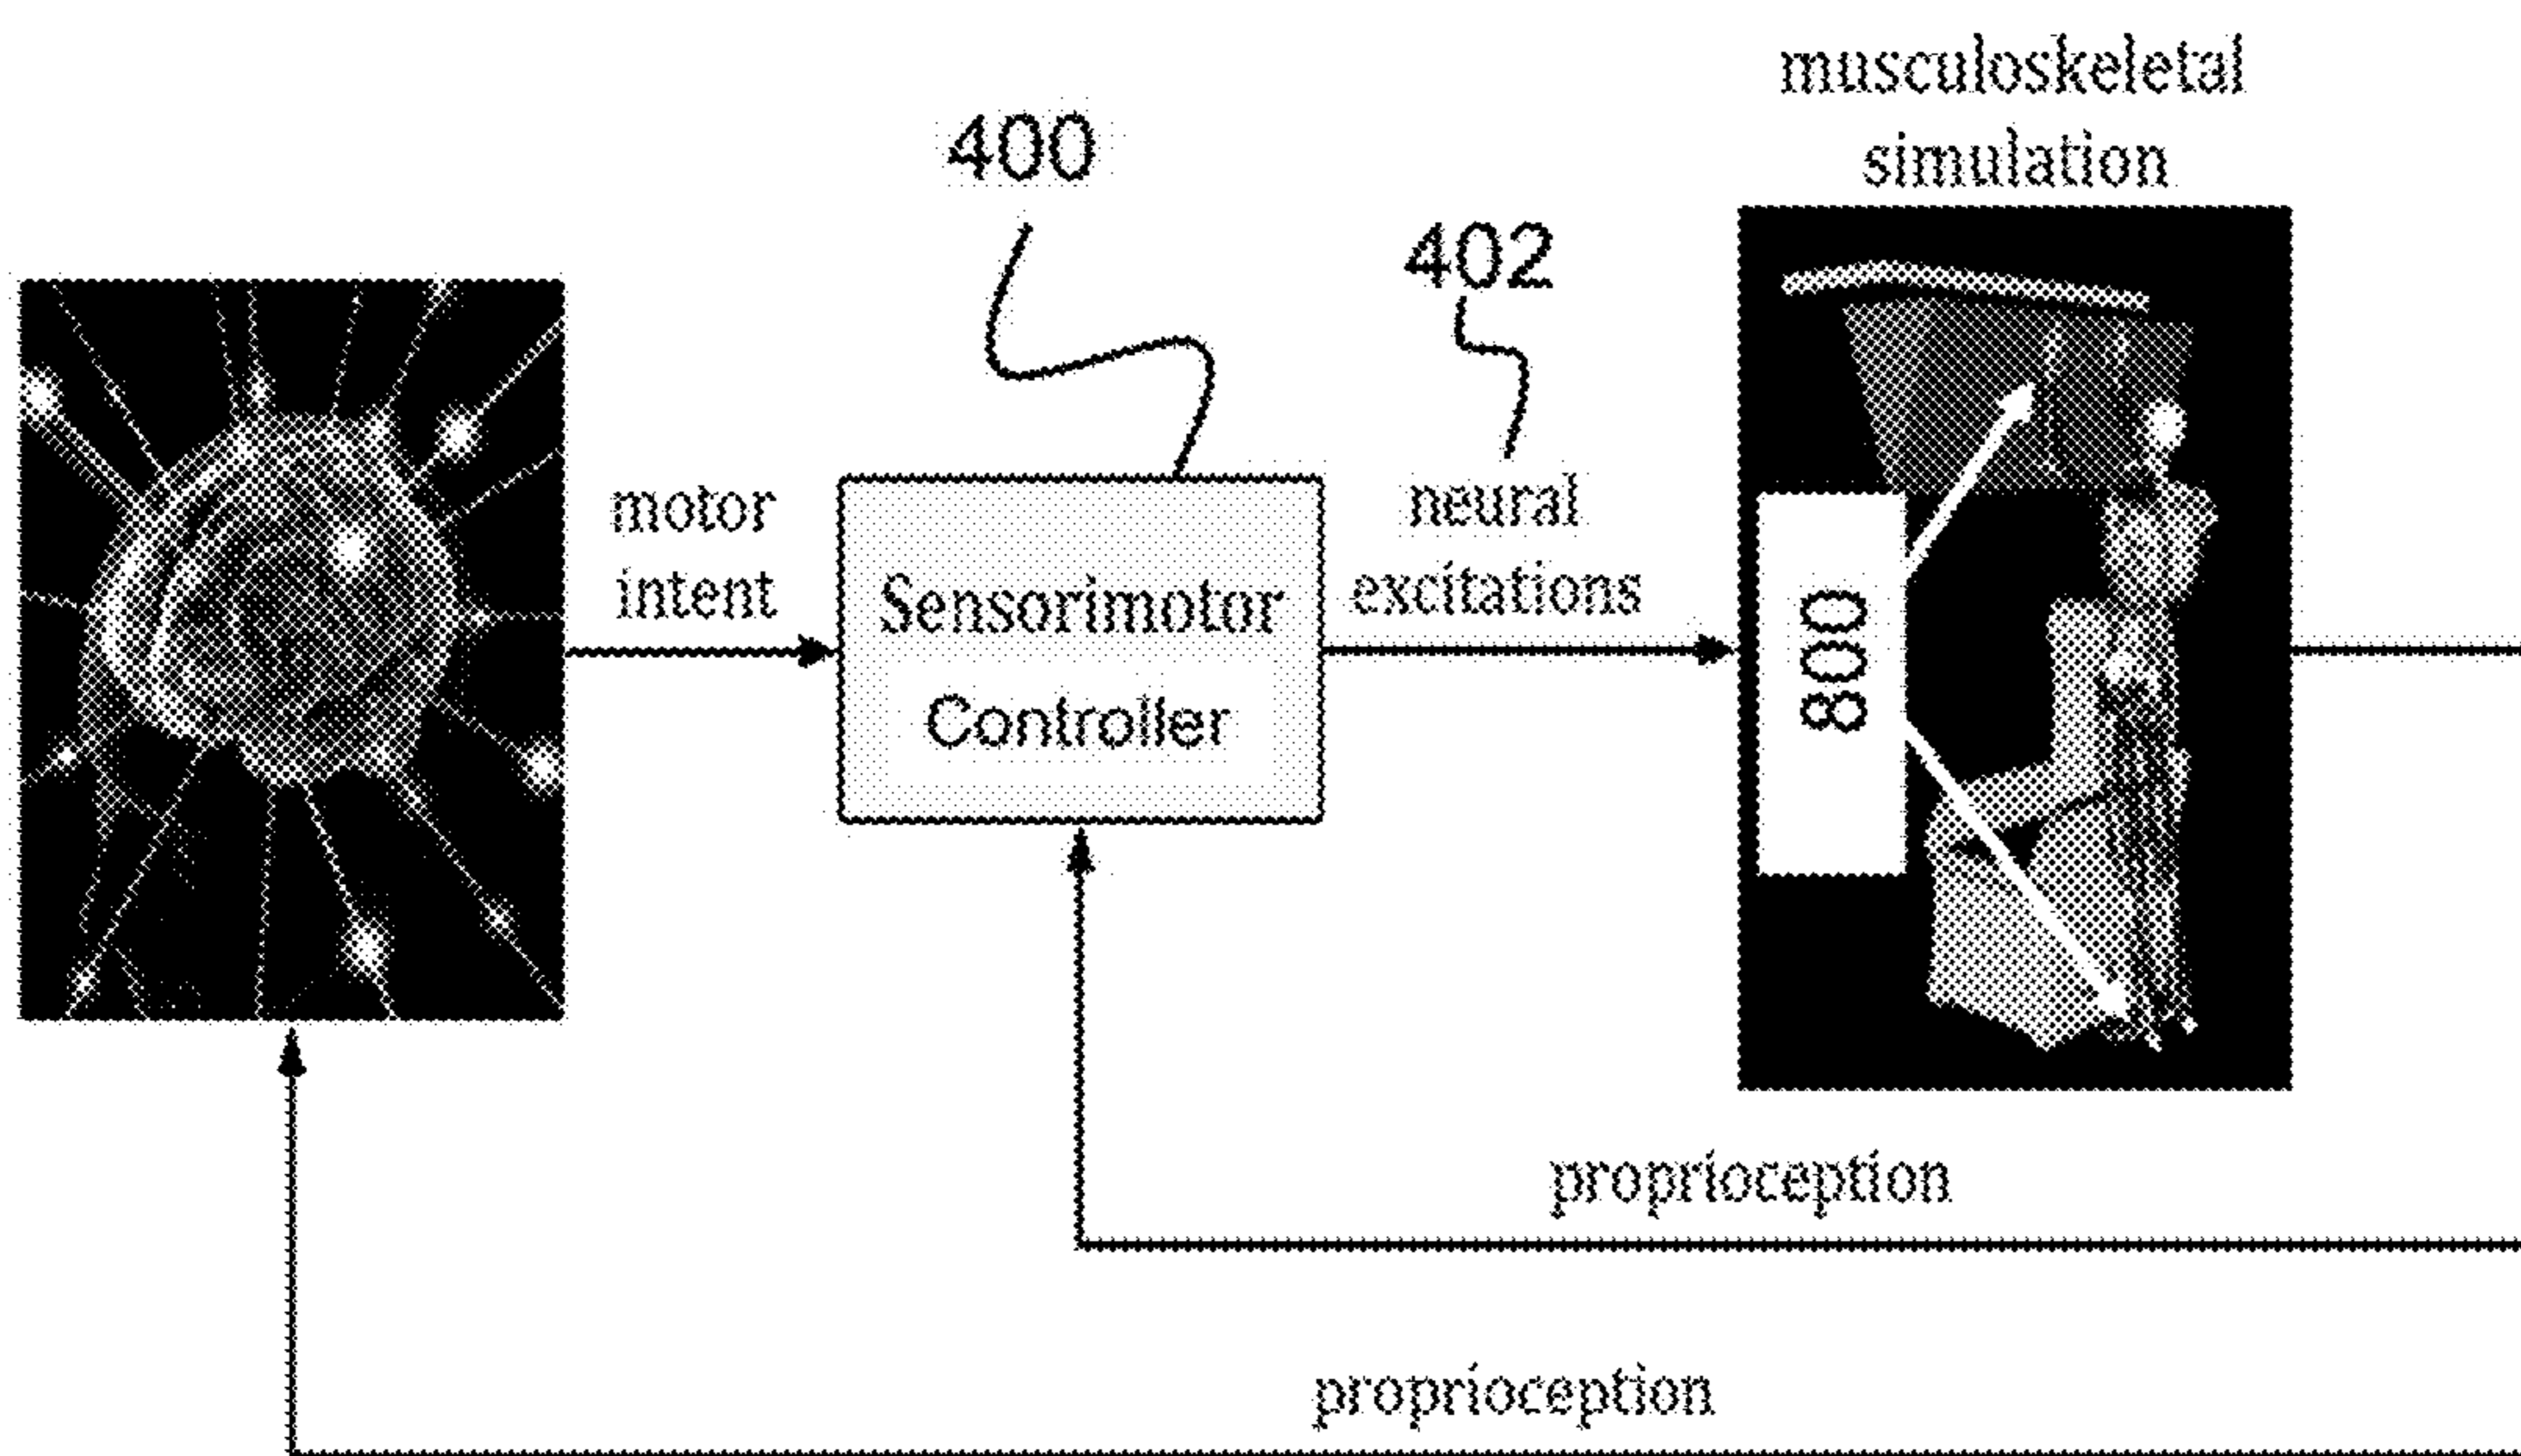 musculoskeletal
simulation
400
402
motor
intent
Sensorimotor
Controller
neural
excitations
800
proprioception
proprioception